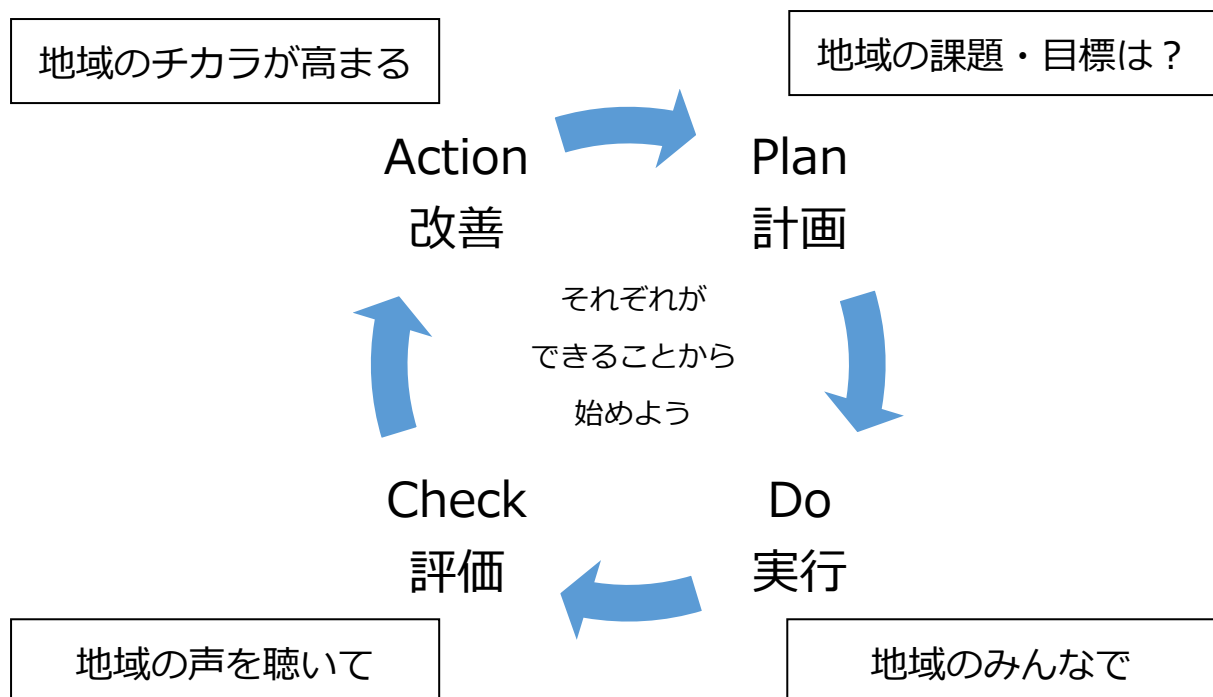 地域のチカラが高まる
地域の課題・目標は？
Action
改善
Plan
計画
それぞれが
できることから
始めよう
Check
評価
Do
実行
地域の声を聴いて
地域のみんなで